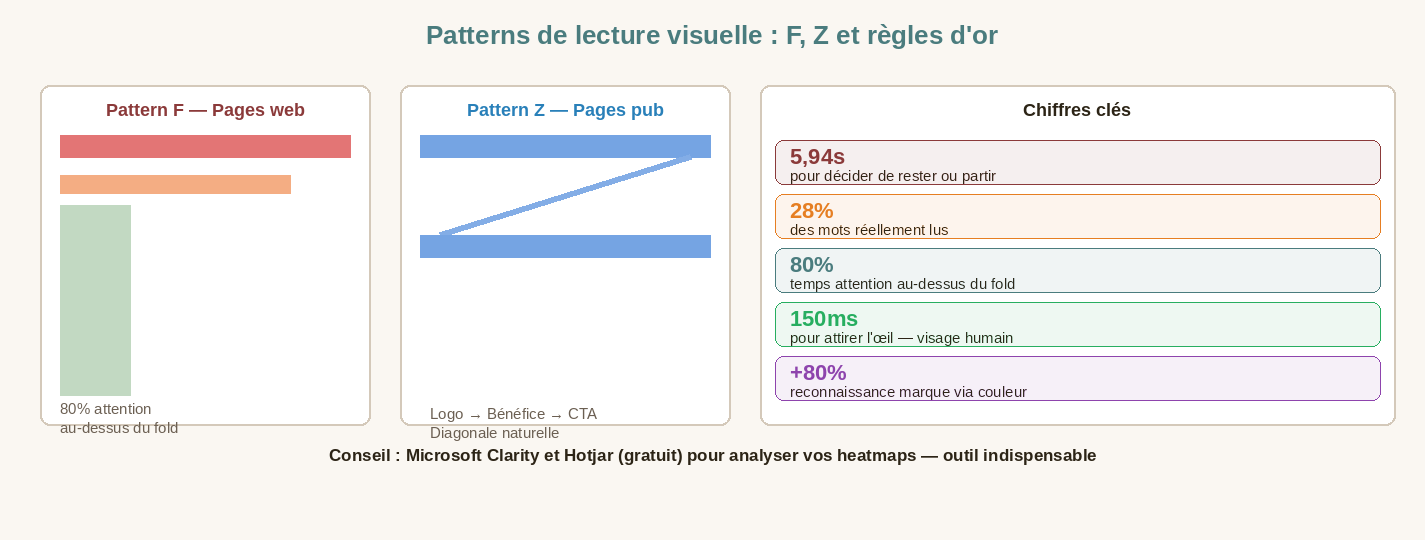 Patterns de lecture visuelle : F, Z et règles d'or
Pattern F — Pages web
80% attention
au-dessus du fold
Pattern Z — Pages pub
Logo → Bénéfice → CTA
Diagonale naturelle
Chiffres clés
5,94s
pour décider de rester ou partir
28%
des mots réellement lus
80%
temps attention au-dessus du fold
150ms
pour attirer l'œil — visage humain
+80%
reconnaissance marque via couleur
Conseil : Microsoft Clarity et Hotjar (gratuit) pour analyser vos heatmaps — outil indispensable